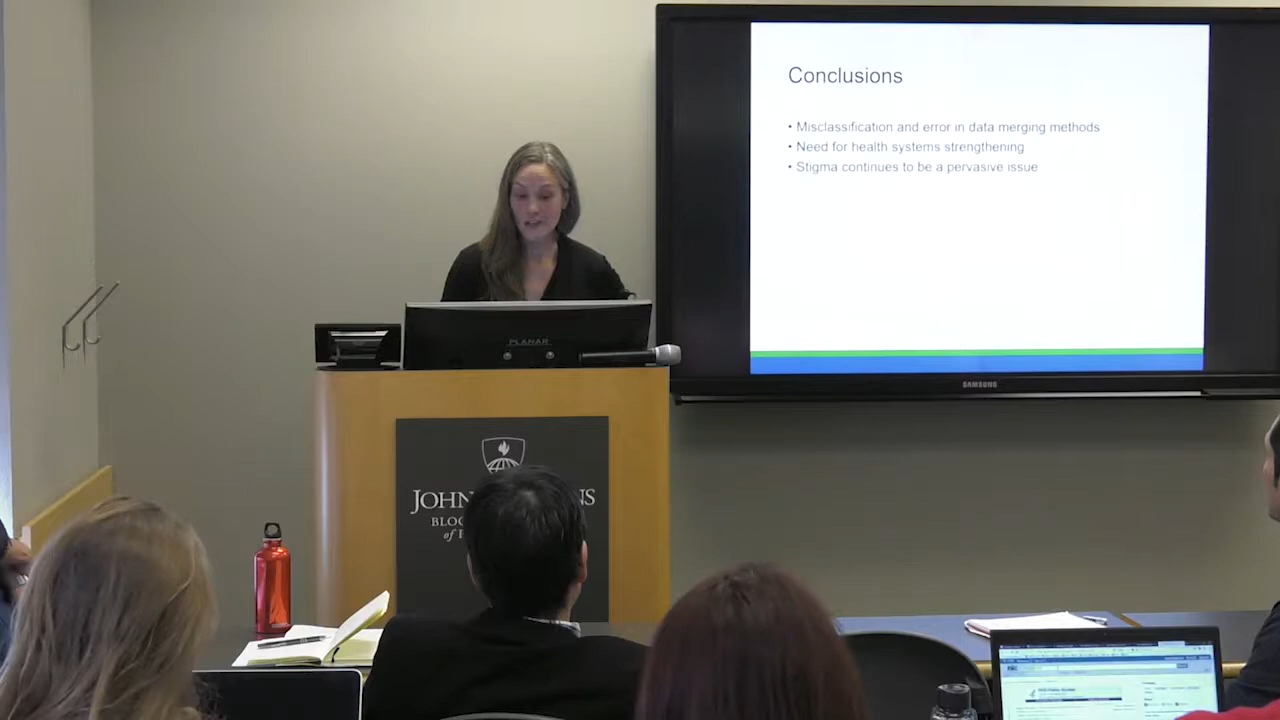 Conclusions
• Misclassification and error in data merging methods
• Need for health systems strengthening
• Stigma continues to be a pervasive issue
SAMSUNG
PLANAR